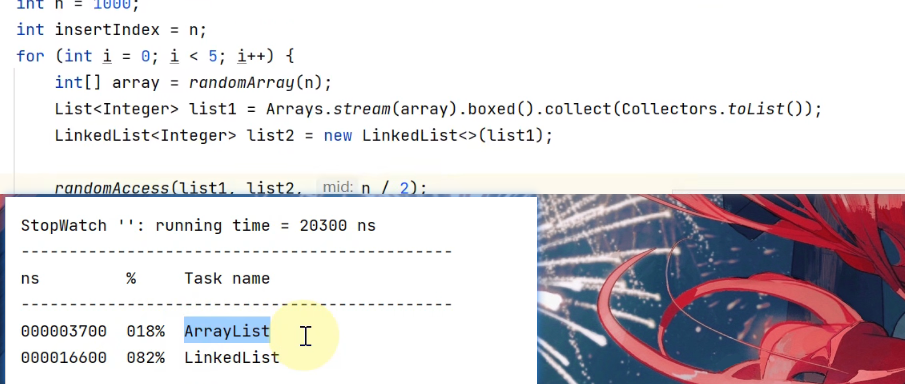 int n = 1000;
int insertIndex = n;
for (int i = 0; i < 5; i++) {
int[] array = randomArray(n);
List<Integer> list1 = Arrays.stream(array).boxed().collect(Collectors.toList());
LinkedList<Integer> list2 = new LinkedList<>(list1);
randomAccess(list1, list2, mid: n / 2);
StopWatch '': running time = 20300 ns
---------------------------------------------
ns % Task name
---------------------------------------------
000003700 018% ArrayList
000016600 082% LinkedList